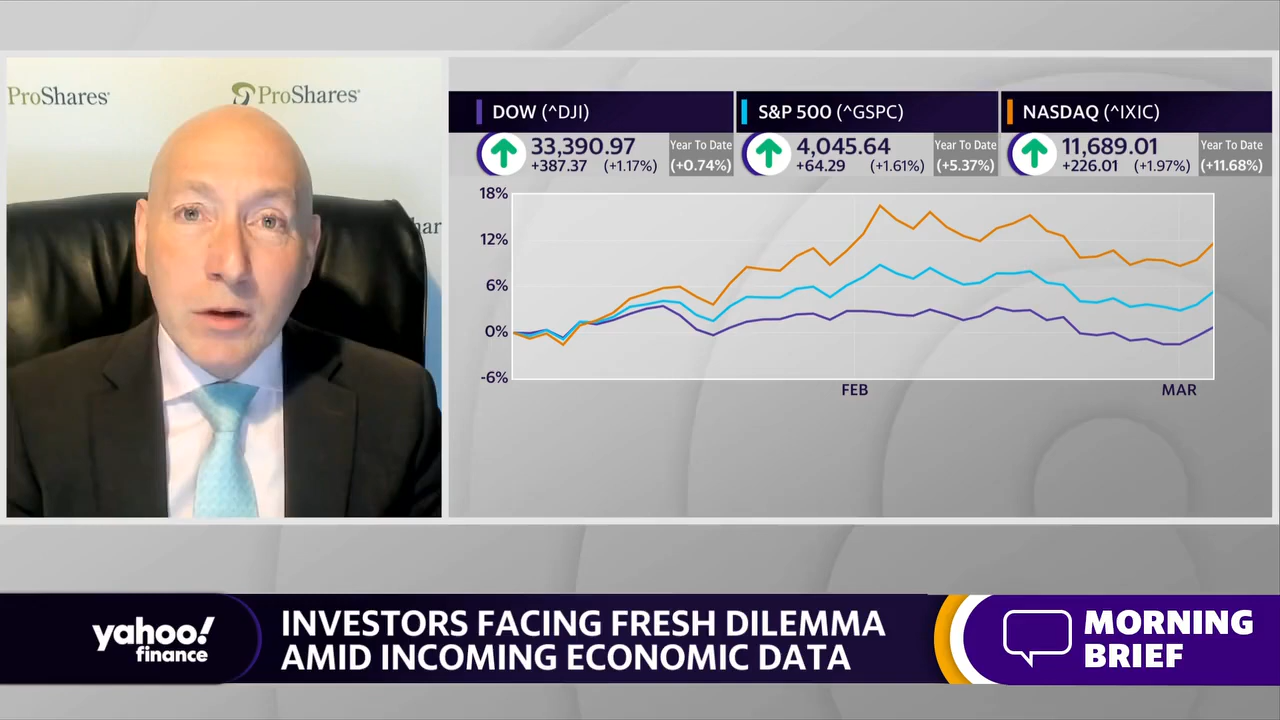 ProShares
ProShares
har
DOW (^DJI)
33,390.97
+387.37 (+1.17%)
Year To Date
(+0.74%)
S&P 500 (^GSPC)
4,045.64
+64.29 (+1.61%)
Year To Date
(+5.37%)
NASDAQ (^IXIC)
11,689.01
+226.01 (+1.97%)
Year To Date
(+11.68%)
18%
12%
6%
0%
-6%
FEB
MAR
yahoo!
finance
INVESTORS FACING FRESH DILEMMA
AMID INCOMING ECONOMIC DATA
MORNING
BRIEF